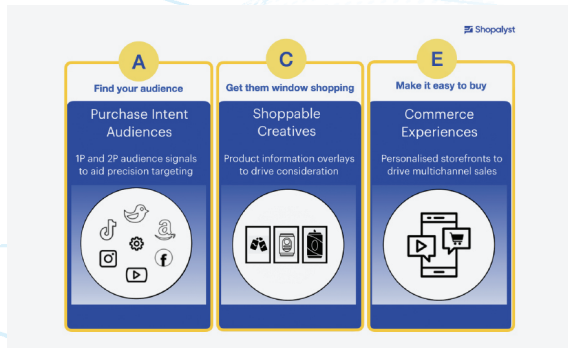 Shopalyst
A
Find your audience
Purchase Intent
Audiences
1P and 2P audience signals
to aid precision targeting
C
Get them window shopping
Shoppable
Creatives
Product information overlays
to drive consideration
E
Make it easy to buy
Commerce
Experiences
Personalised storefronts to
drive multichannel sales